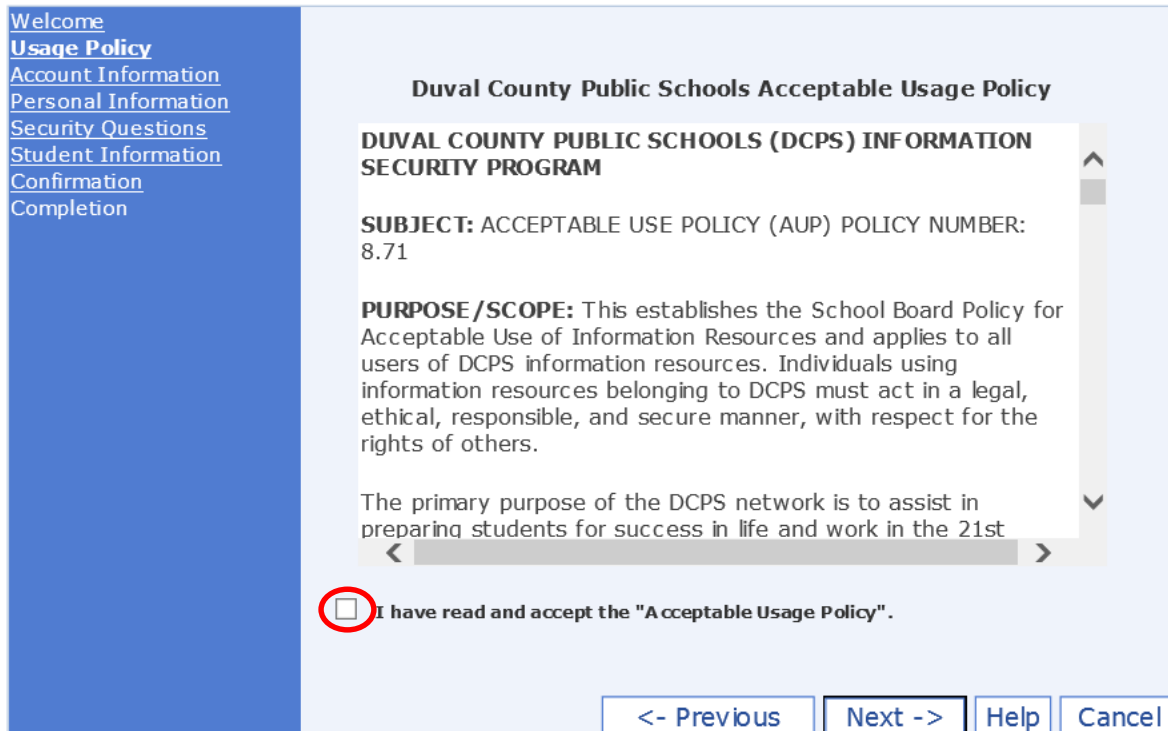 Welcome
Usage Policy
Account Information
Personal Information
Security Questions
Student Information
Confirmation
Completion
Duval County Public Schools Acceptable Usage Policy
DUVAL COUNTY PUBLIC SCHOOLS (DCPS) INFORMATION
SECURITY PROGRAM
SUBJECT: ACCEPTABLE USE POLICY (AUP) POLICY NUMBER:
8.71
PURPOSE/SCOPE: This establishes the School Board Policy for
Acceptable Use of Information Resources and applies to all
users of DCPS information resources. Individuals using
information resources belonging to DCPS must act in a legal,
ethical, responsible, and secure manner, with respect for the
rights of others.
The primary purpose of the DCPS network is to assist in
preparing students for success in life and work in the 21st
I have read and accept the "Acceptable Usage Policy".
<- Previous
Next ->
Help
Cancel